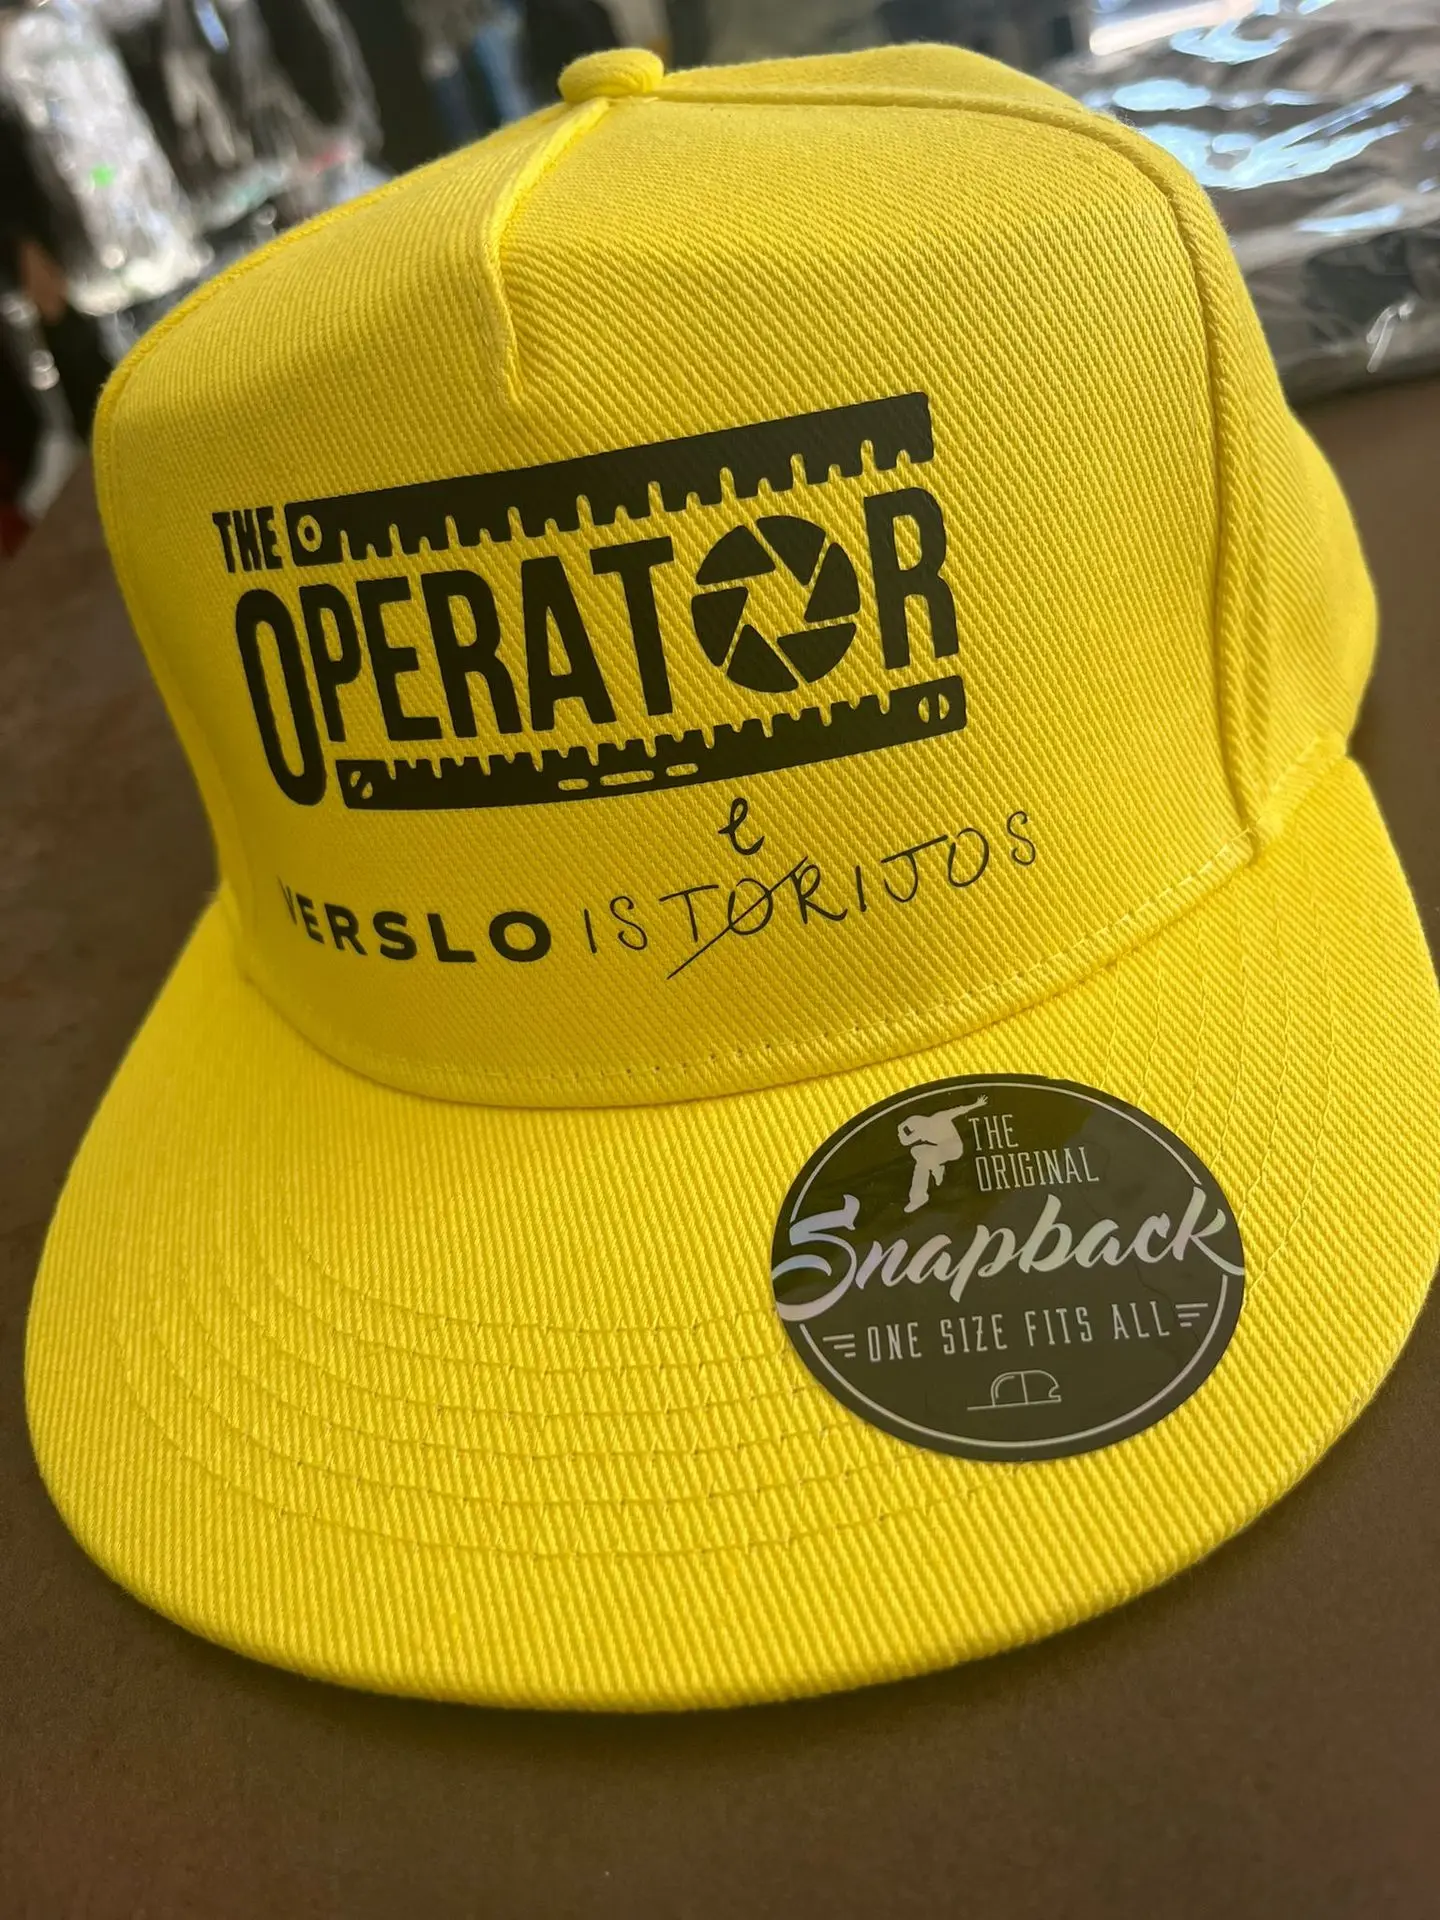 THE
OPERATOR
e
VERSLO ISTORIJOS
THE
ORIGINAL
Snapback
ONE SIZE FITS ALL